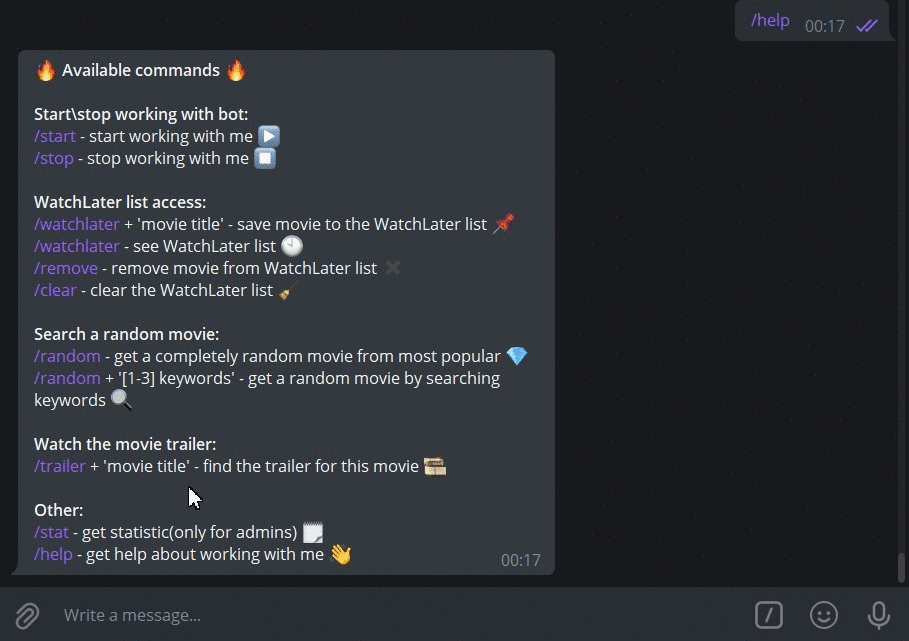 /help 00:17
🔥 Available commands 🔥
Start\stop working with bot:
/start - start working with me ▶️
/stop - stop working with me ⏹️
WatchLater list access:
/watchlater + 'movie title' - save movie to the WatchLater list 📌
/watchlater - see WatchLater list 🕙
/remove - remove movie from WatchLater list ✖️
/clear - clear the WatchLater list 🧹
Search a random movie:
/random - get a completely random movie from most popular 💎
/random + '[1-3] keywords' - get a random movie by searching
keywords 🔍
Watch the movie trailer:
/trailer + 'movie title' - find the trailer for this movie
Other:
/stat - get statistic(only for admins) 🗒️
/help - get help about working with me 👋
00:17
Write a message...